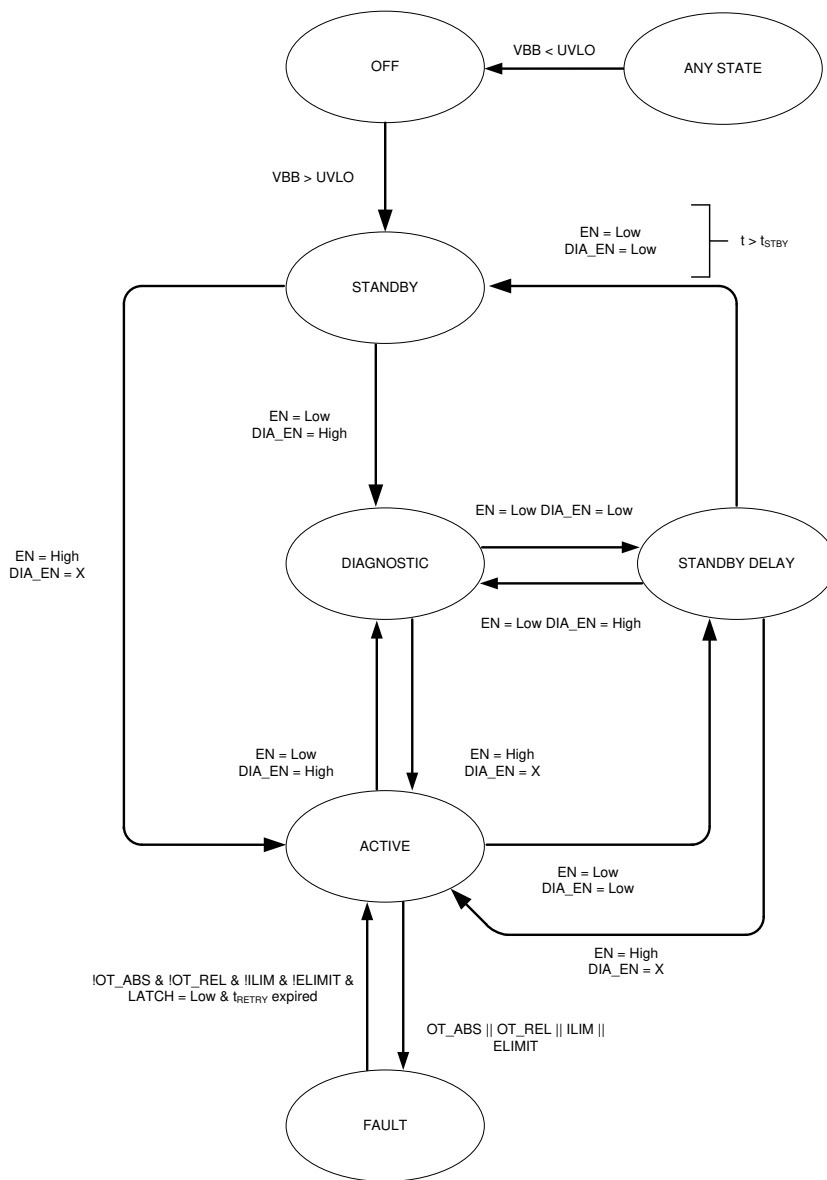 VBB < UVLO
OFF
ANY STATE
VBB > UVLO
EN = Low
DIA_EN = Low
t > tSTBY
STANDBY
EN = Low
DIA_EN = High
EN = Low DIA_EN = Low
EN = High
DIA_EN = X
DIAGNOSTIC
STANDBY DELAY
EN = Low DIA_EN = High
EN = Low
DIA_EN = High
EN = High
DIA_EN = X
ACTIVE
EN = Low
DIA_EN = Low
EN = High
DIA_EN = X
!OT_ABS & !OT_REL & !ILIM & !ELIMIT &
LATCH = Low & tRETRY expired
OT_ABS || OT_REL || ILIM ||
ELIMIT
FAULT